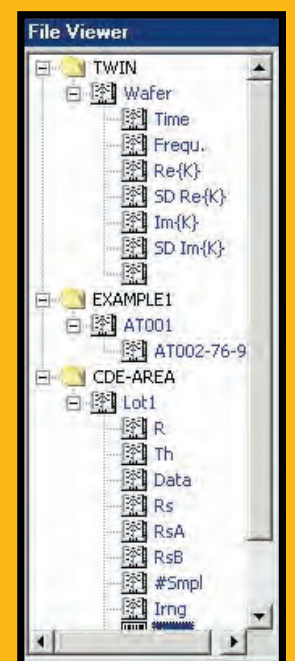 File Viewer
TWIN
Wafer
Time
Frequ.
Re{K}
SD Re{K}
Im{K}
SD Im{K}
EXAMPLE1
AT001
AT002-76-9
CDE-AREA
Lot1
R
Th
Data
Rs
RsA
RsB
#Smpl
Irng